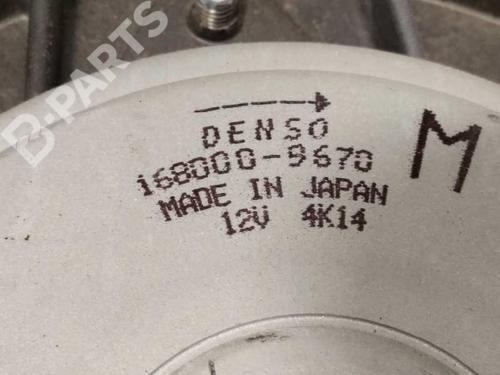 B-PARTS
DENSO
M
168000-9670
MADE IN JAPAN
12V 4K14